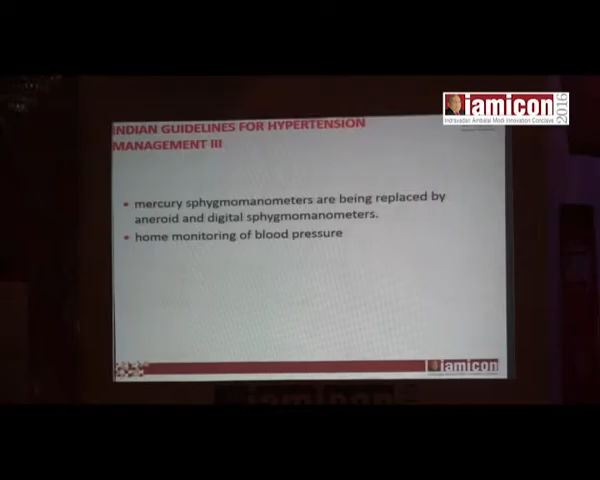 iamicon
2016
Indravadan Ambalal Modi Innovation Conclave
INDIAN GUIDELINES FOR HYPERTENSION
MANAGEMENT III
• mercury sphygmomanometers are being replaced by
aneroid and digital sphygmomanometers.
• home monitoring of blood pressure
iamicon
iamicon